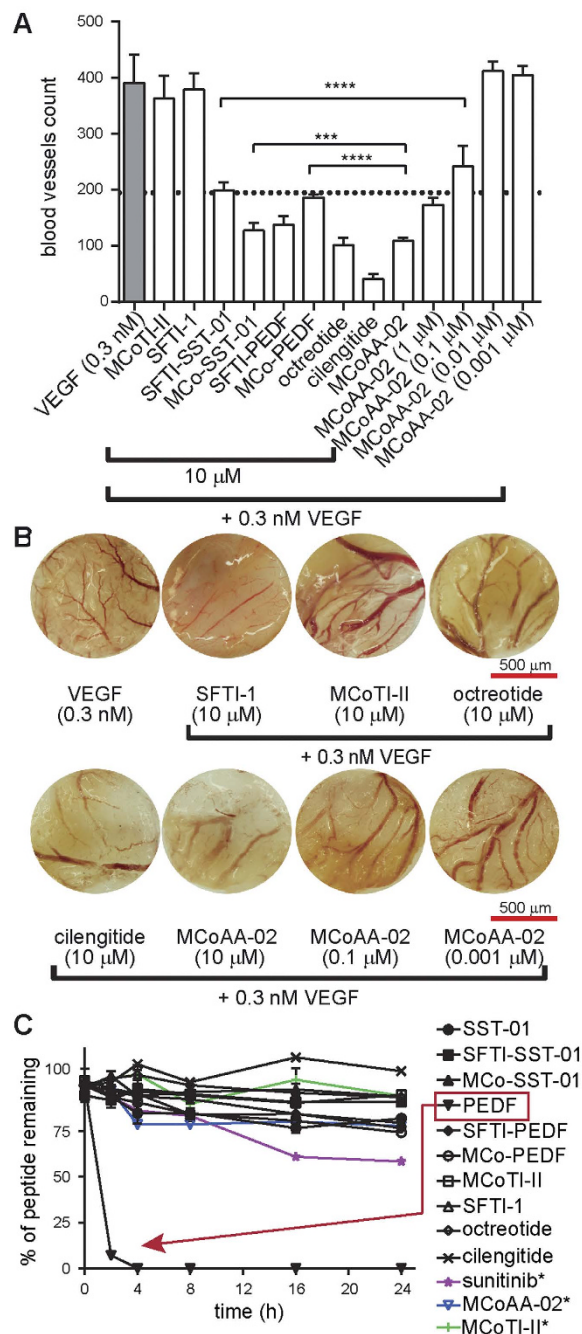 A
blood vessels count
500
400
300
200
100
0
****
***
****
VEGF (0.3 nM)
MCoTI-II
SFTI-1
SFTI-SST-01
MCo-SST-01
SFTI-PEDF
MCo-PEDF
octreotide
cilengitide
MCoAA-02
MCoAA-02 (1 μM)
MCoAA-02 (0.1 μM)
MCoAA-02 (0.01 μM)
MCoAA-02 (0.001 μM)
10 μM
+ 0.3 nM VEGF
B
500 μm
VEGF SFTI-1 MCoTI-II octreotide
(0.3 nM) (10 μM) (10 μM) (10 μM)
+ 0.3 nM VEGF
500 μm
cilengitide MCoAA-02 MCoAA-02 MCoAA-02
(10 μM) (10 μM) (0.1 μM) (0.001 μM)
+ 0.3 nM VEGF
C
% of peptide remaining
100
75
50
25
0
0 4 8 12 16 20 24
time (h)
SST-01
SFTI-SST-01
MCo-SST-01
PEDF
SFTI-PEDF
MCo-PEDF
MCoTI-II
SFTI-1
octreotide
cilengitide
sunitinib*
MCoAA-02*
MCoTI-II*